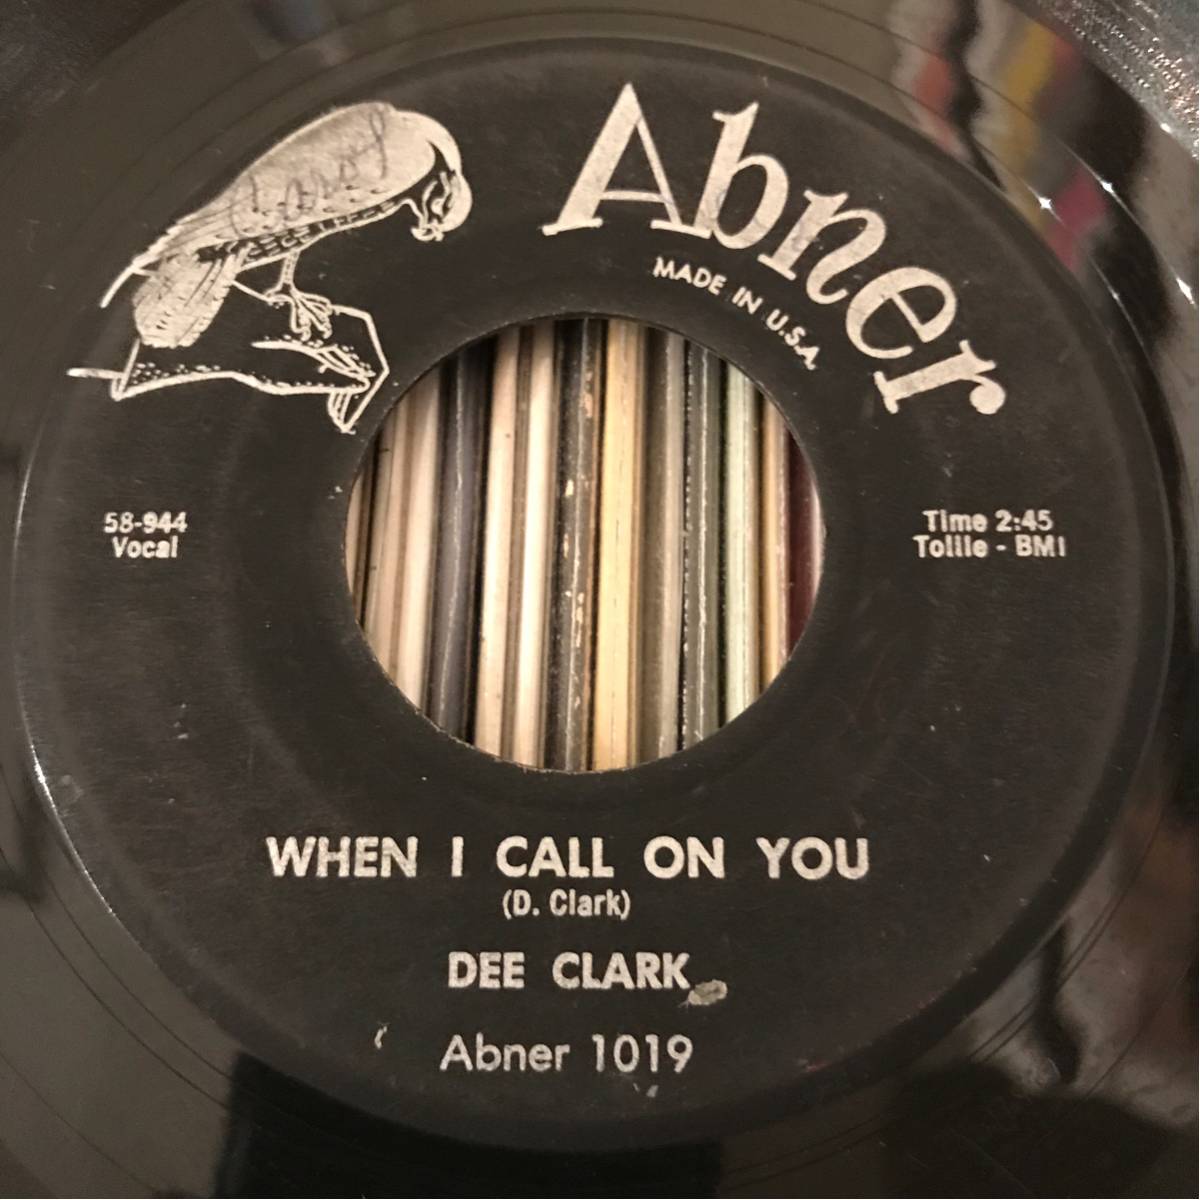 Carol
Abner
MADE IN U.S.A.
58-944
Vocal
Time 2:45
Tollie - BMI
WHEN I CALL ON YOU
(D. Clark)
DEE CLARK
Abner 1019